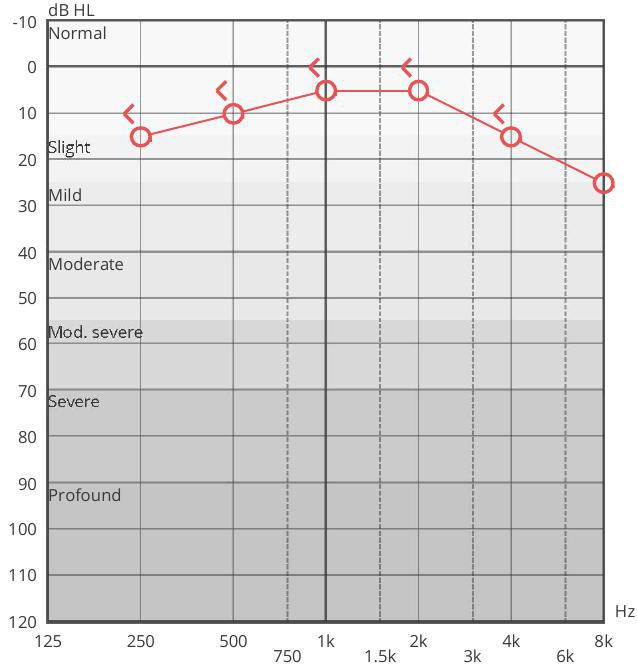 dB HL
-10
Normal
0
10
Slight
20
Mild
30
40
Moderate
50
Mod. severe
60
70
Severe
80
90
Profound
100
110
120
Hz
125 250 500 1k 2k 4k 8k
750 1.5k 3k 6k